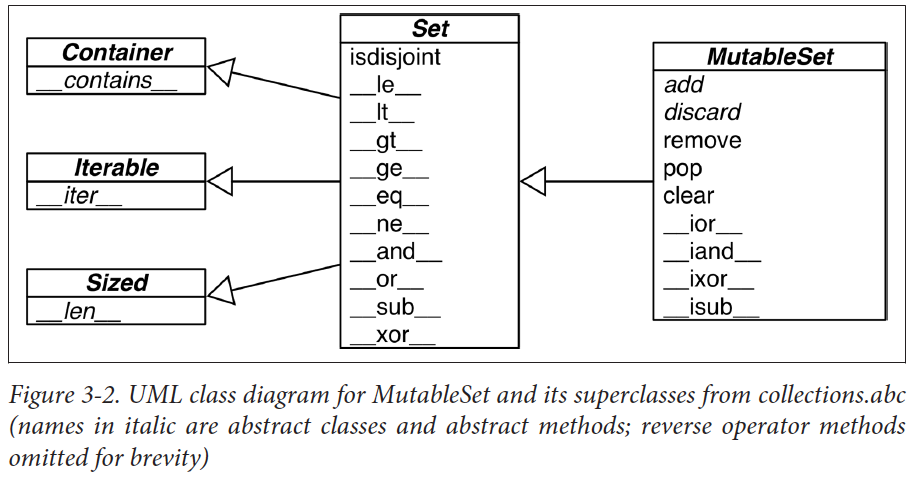 Container
__contains__
Iterable
__iter__
Sized
__len__
Set
isdisjoint
__le__
__lt__
__gt__
__ge__
__eq__
__ne__
__and__
__or__
__sub__
__xor__
MutableSet
add
discard
remove
pop
clear
__ior__
__iand__
__ixor__
__isub__
Figure 3-2. UML class diagram for MutableSet and its superclasses from collections.abc
(names in italic are abstract classes and abstract methods; reverse operator methods
omitted for brevity)